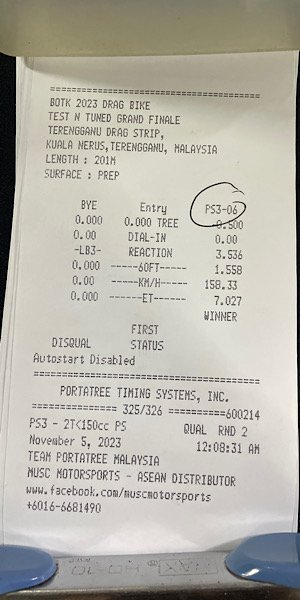 BOTK 2023 DRAG BIKE
TEST N TUNED GRAND FINALE
TERENGGANU DRAG STRIP,
KUALA NERUS,TERENGGANU, MALAYSIA
LENGTH : 201M
SURFACE : PREP
BYE Entry PS3-06
0.000 0.000 TREE 0.500
0.00 DIAL-IN 0.00
-LB3- REACTION 3.536
0.000 -----60FT------ 1.558
0.00 -----KM/H------ 158.33
0.000 ------ET------- 7.027
WINNER
FIRST
DISQUAL STATUS
Autostart Disabled
PORTATREE TIMING SYSTEMS, INC.
========= 325/326 ==========600214
PS3 - 2T<150cc PS QUAL RND 2
November 5, 2023 12:08:31 AM
TEAM PORTATREE MALAYSIA
MUSC MOTORSPORTS - ASEAN DISTRIBUTOR
www.facebook.com/muscmotorsports
+6016-6681490